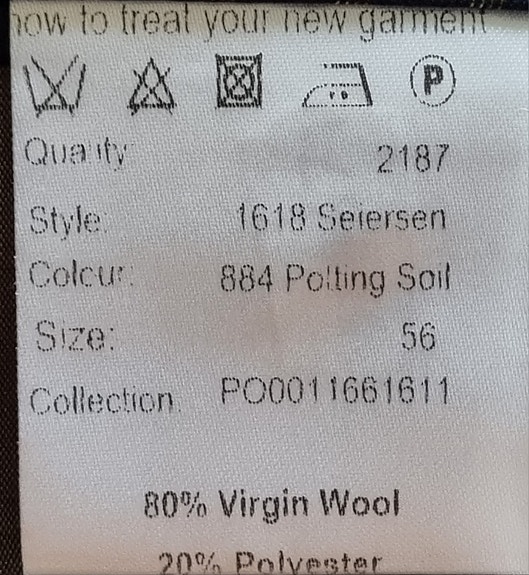 how to treat your new garment
P
Quality 2187
Style: 1618 Seiersen
Colour: 884 Potting Soil
Size: 56
Collection PO0011661611
80% Virgin Wool
20% Polyester